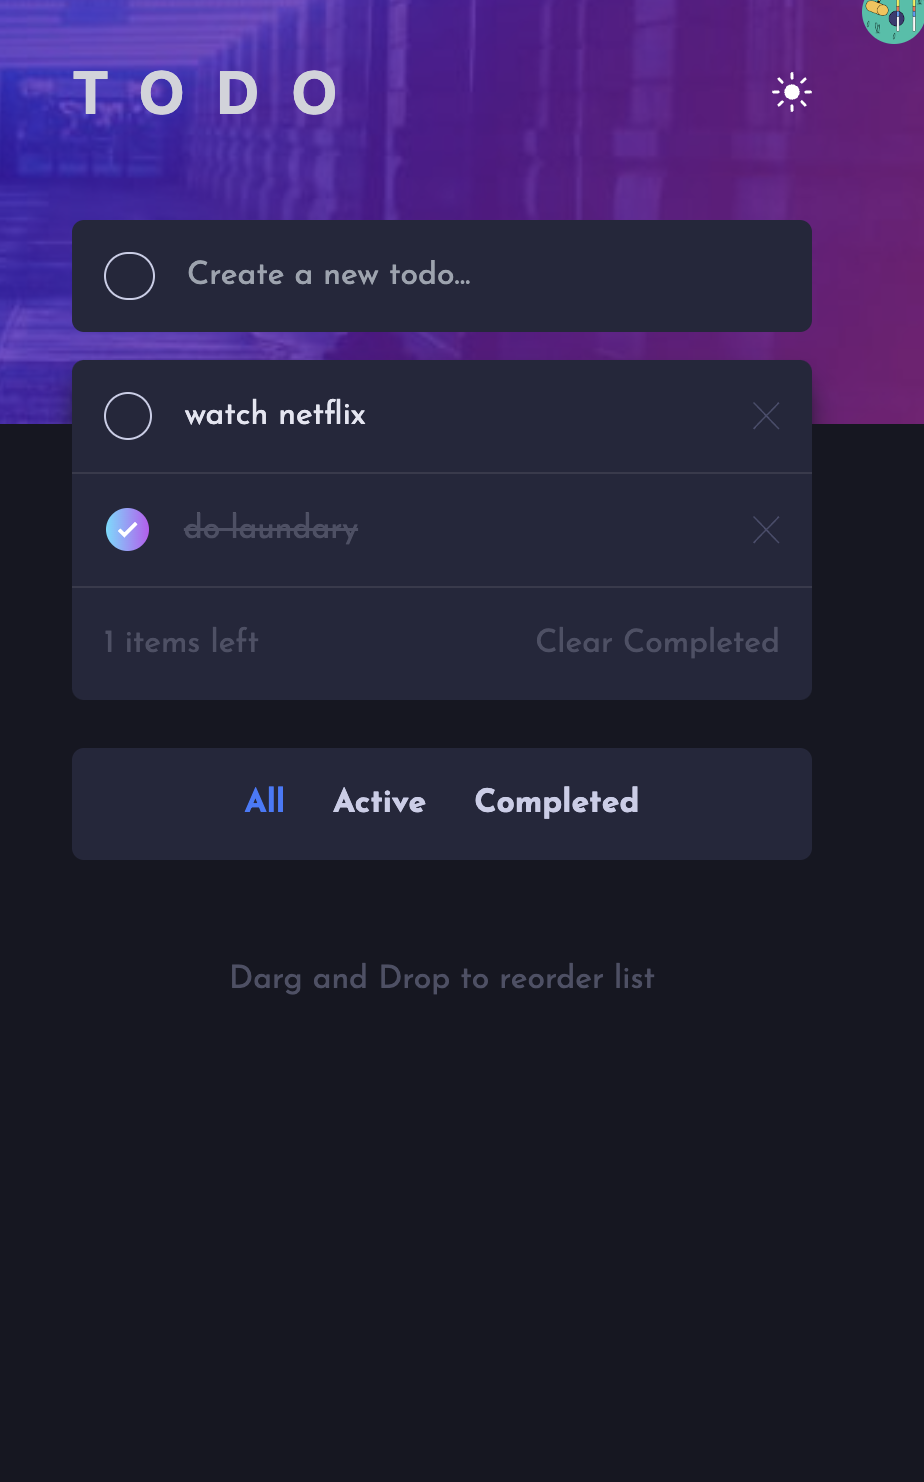 TODO
Create a new todo...
watch netflix
do laundary
1 items left
Clear Completed
All
Active
Completed
Darg and Drop to reorder list